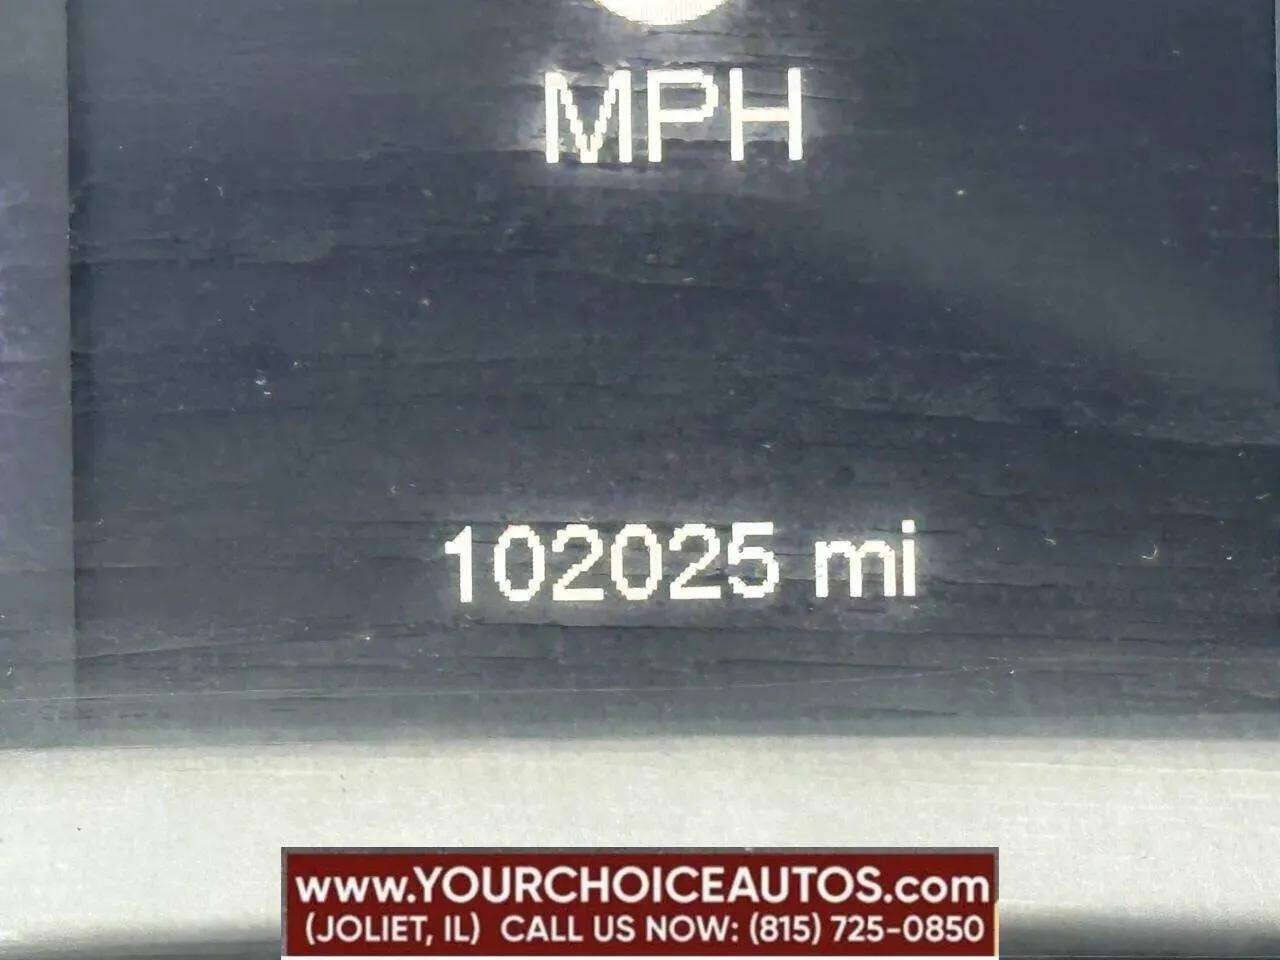 MPH
102025 mi
www.YOURCHOICEAUTOS.com
(JOLIET, IL) CALL US NOW: (815) 725-0850